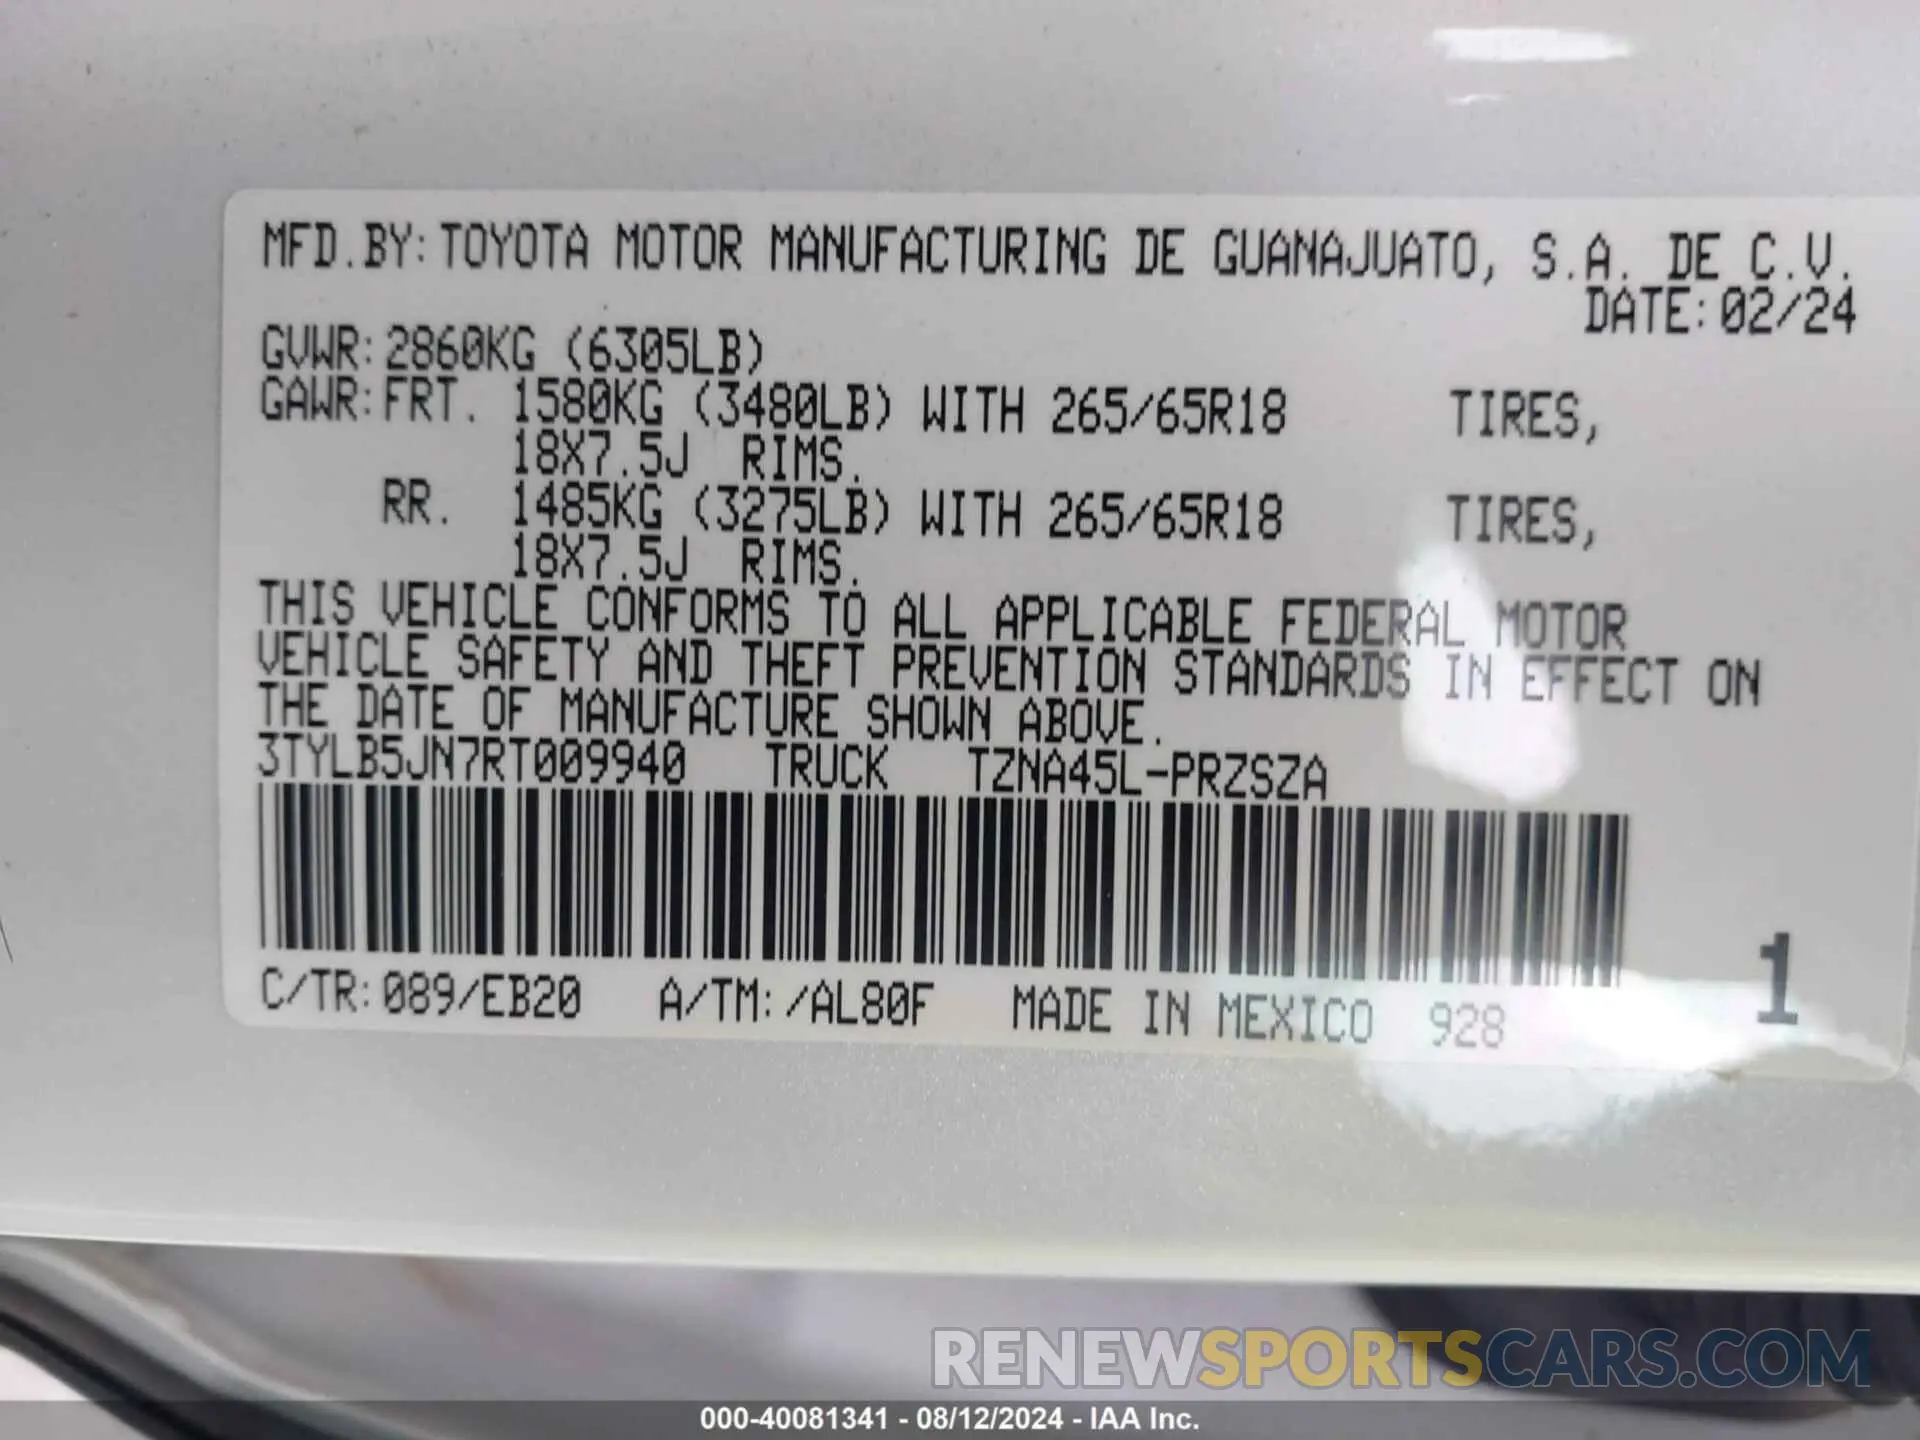 MFD.BY: TOYOTA MOTOR MANUFACTURING DE GUANAJUATO, S.A. DE C.V.
DATE: 02/24
GVWR: 2860KG (6305LB)
GAWR: FRT. 1580KG (3480LB) WITH 265/65R18 TIRES,
18X7.5J RIMS.
RR. 1485KG (3275LB) WITH 265/65R18 TIRES,
18X7.5J RIMS.
THIS VEHICLE CONFORMS TO ALL APPLICABLE FEDERAL MOTOR
VEHICLE SAFETY AND THEFT PREVENTION STANDARDS IN EFFECT ON
THE DATE OF MANUFACTURE SHOWN ABOVE.
3TYLB5JN7RT009940 TRUCK TZNA45L-PRZSZA
C/TR: 089/EB20 A/TM: /AL80F MADE IN MEXICO 928
1
RENEWSPORTSCARS.COM
000-40081341 - 08/12/2024 - IAA Inc.